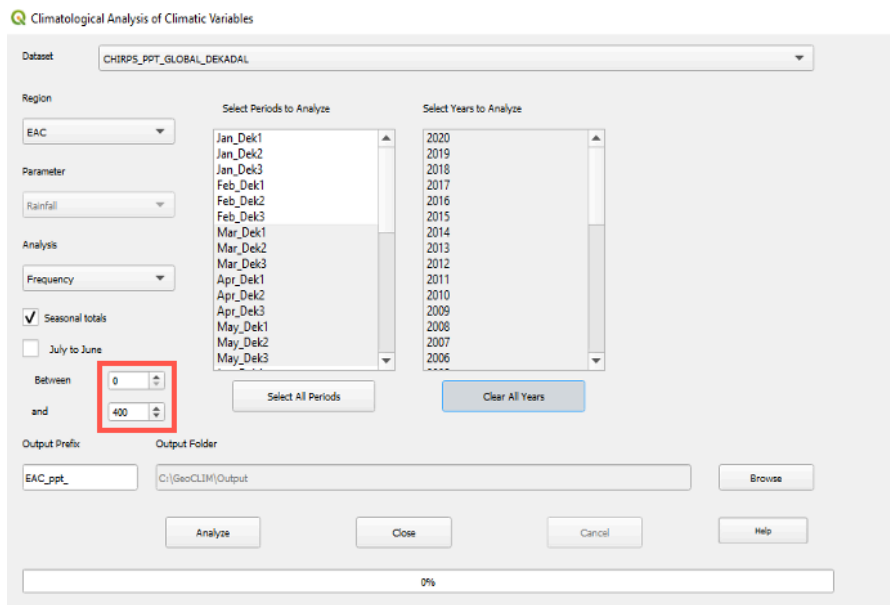 Climatological Analysis of Climatic Variables
Dataset
CHIRPS_PPT_GLOBAL_DEKADAL
Region
EAC
Parameter
Rainfall
Analysis
Frequency
Seasonal totals
July to June
Between
0
and
400
Select Periods to Analyze
Jan_Dek1
Jan_Dek2
Jan_Dek3
Feb_Dek1
Feb_Dek2
Feb_Dek3
Mar_Dek1
Mar_Dek2
Mar_Dek3
Apr_Dek1
Apr_Dek2
Apr_Dek3
May_Dek1
May_Dek2
May_Dek3
Select All Periods
Select Years to Analyze
2020
2019
2018
2017
2016
2015
2014
2013
2012
2011
2010
2009
2008
2007
2006
Clear All Years
Output Prefix
EAC_ppt_
Output Folder
C:\GeoCLIM\Output
Browse
Analyze
Close
Cancel
Help
0%